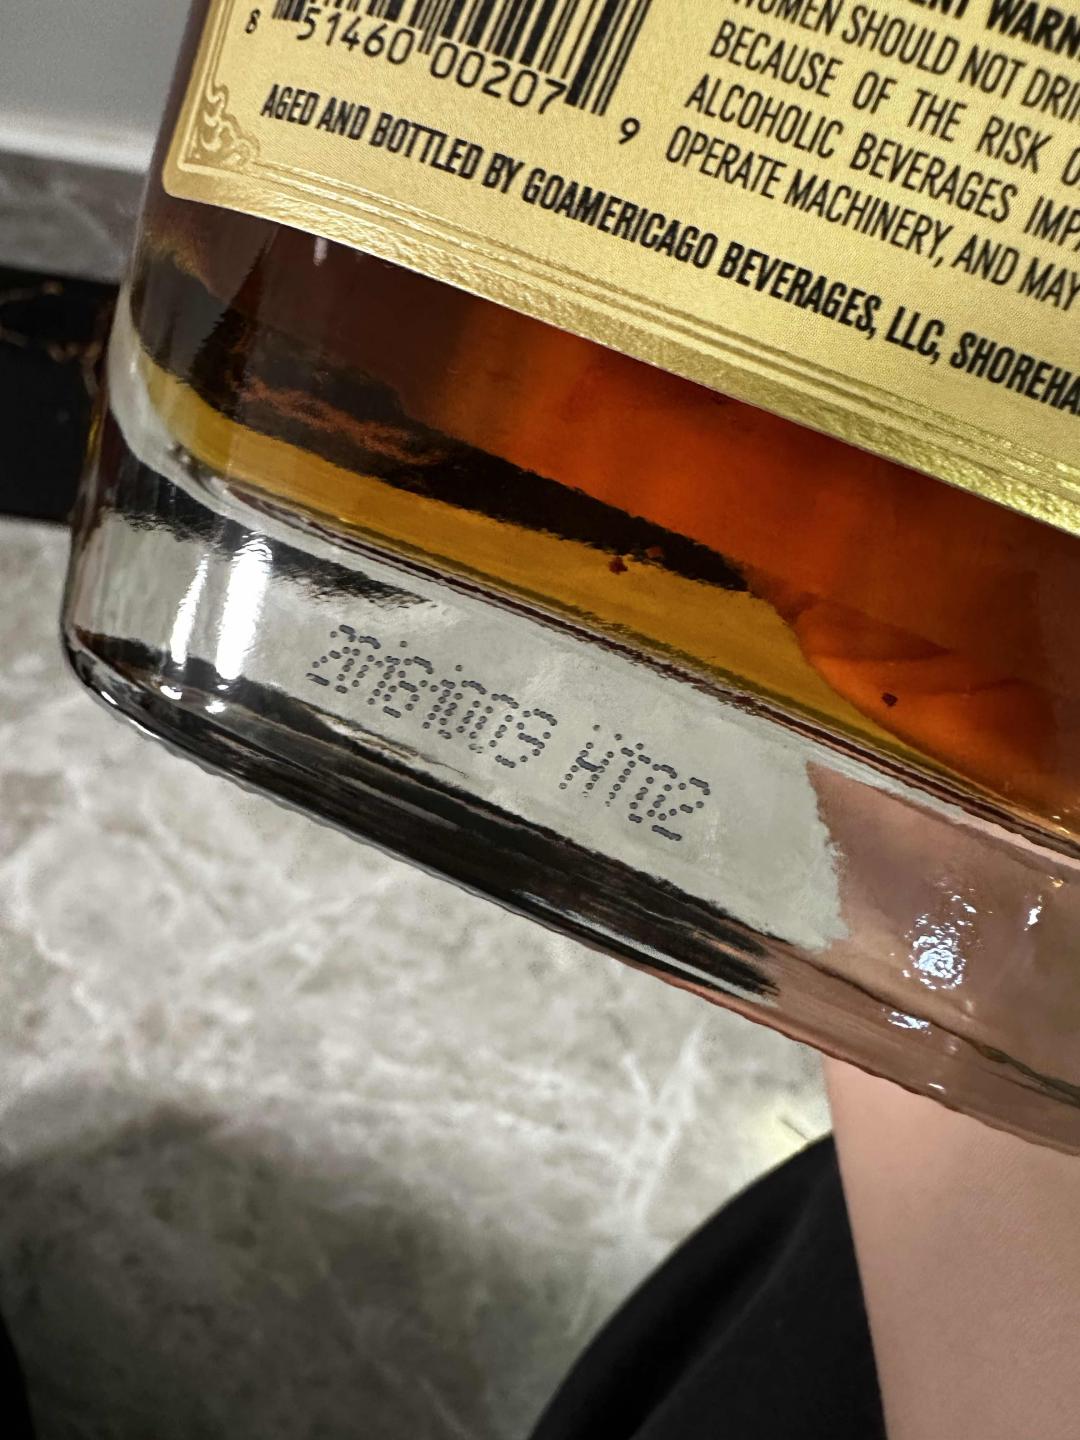 8 51460 00207 9
AGED AND BOTTLED BY GOAMERICAGO BEVERAGES, LLC,
WARN
WOMEN SHOULD NOT
BECAUSE OF THE RISK
ALCOHOLIC BEVERAGES
OPERATE MACHINERY, AND MAY